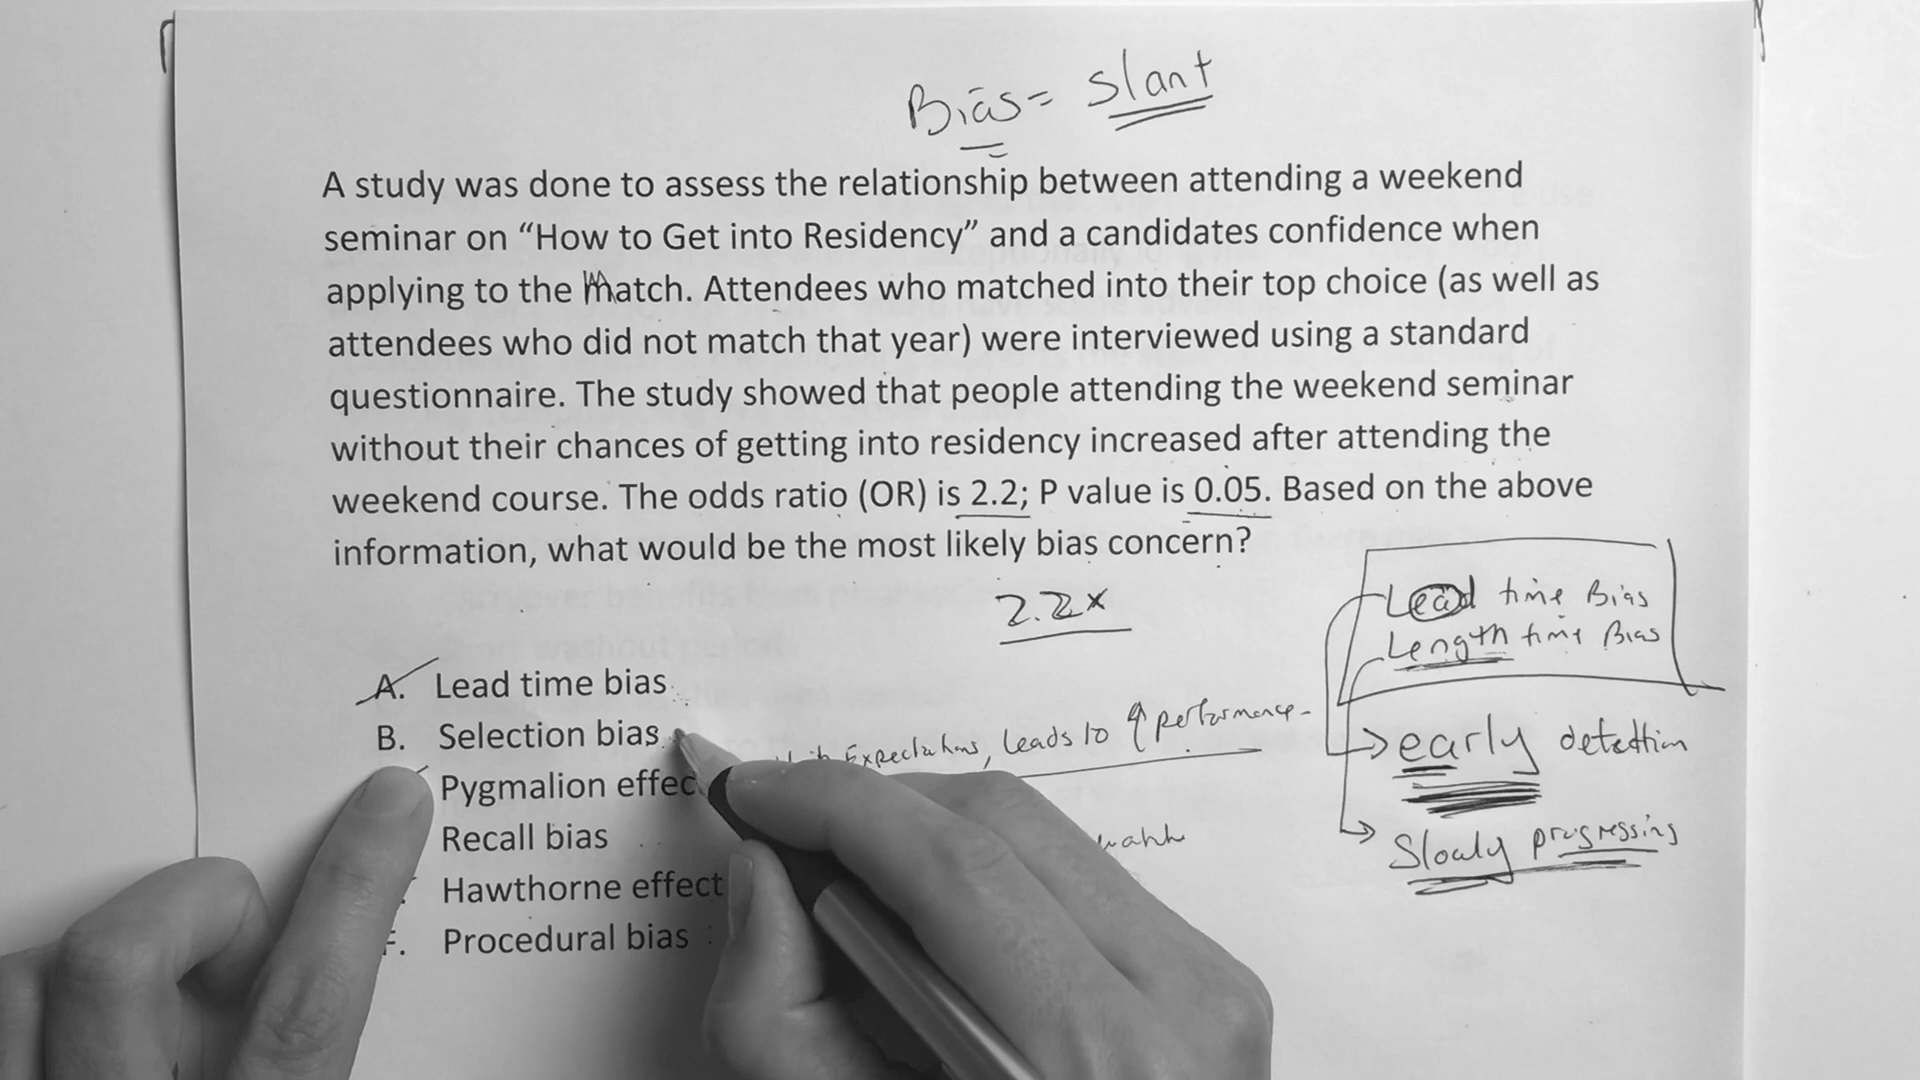 Bias = slant
A study was done to assess the relationship between attending a weekend
seminar on “How to Get into Residency” and a candidates confidence when
applying to the Match. Attendees who matched into their top choice (as well as
attendees who did not match that year) were interviewed using a standard
questionnaire. The study showed that people attending the weekend seminar
without their chances of getting into residency increased after attending the
weekend course. The odds ratio (OR) is 2.2; P value is 0.05. Based on the above
information, what would be the most likely bias concern?
2.2x
Lead time Bias
Length time Bias
A. Lead time bias
B. Selection bias
Expectations, leads to ↑ performance
→ early detection
Pygmalion effec
Recall bias
→ Slowly progressing
Hawthorne effect
F. Procedural bias